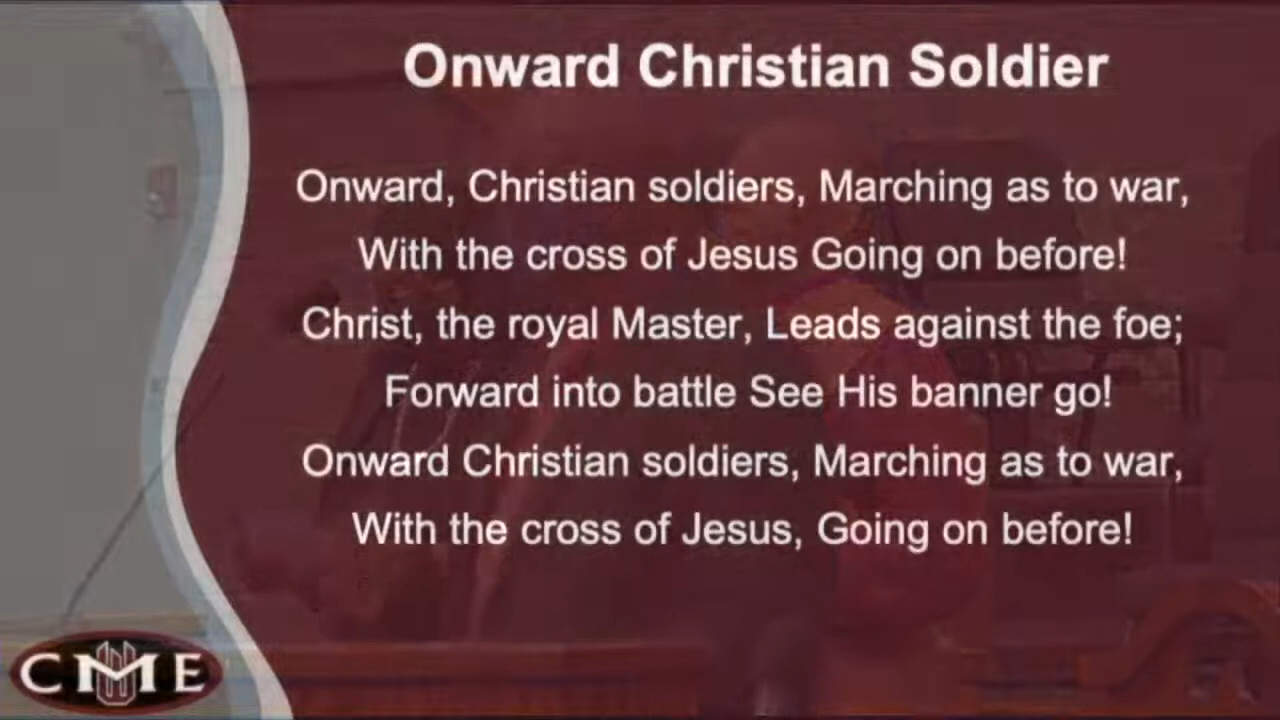 Onward Christian Soldier
Onward, Christian soldiers, Marching as to war,
With the cross of Jesus Going on before!
Christ, the royal Master, Leads against the foe;
Forward into battle See His banner go!
Onward Christian soldiers, Marching as to war,
With the cross of Jesus, Going on before!
CME